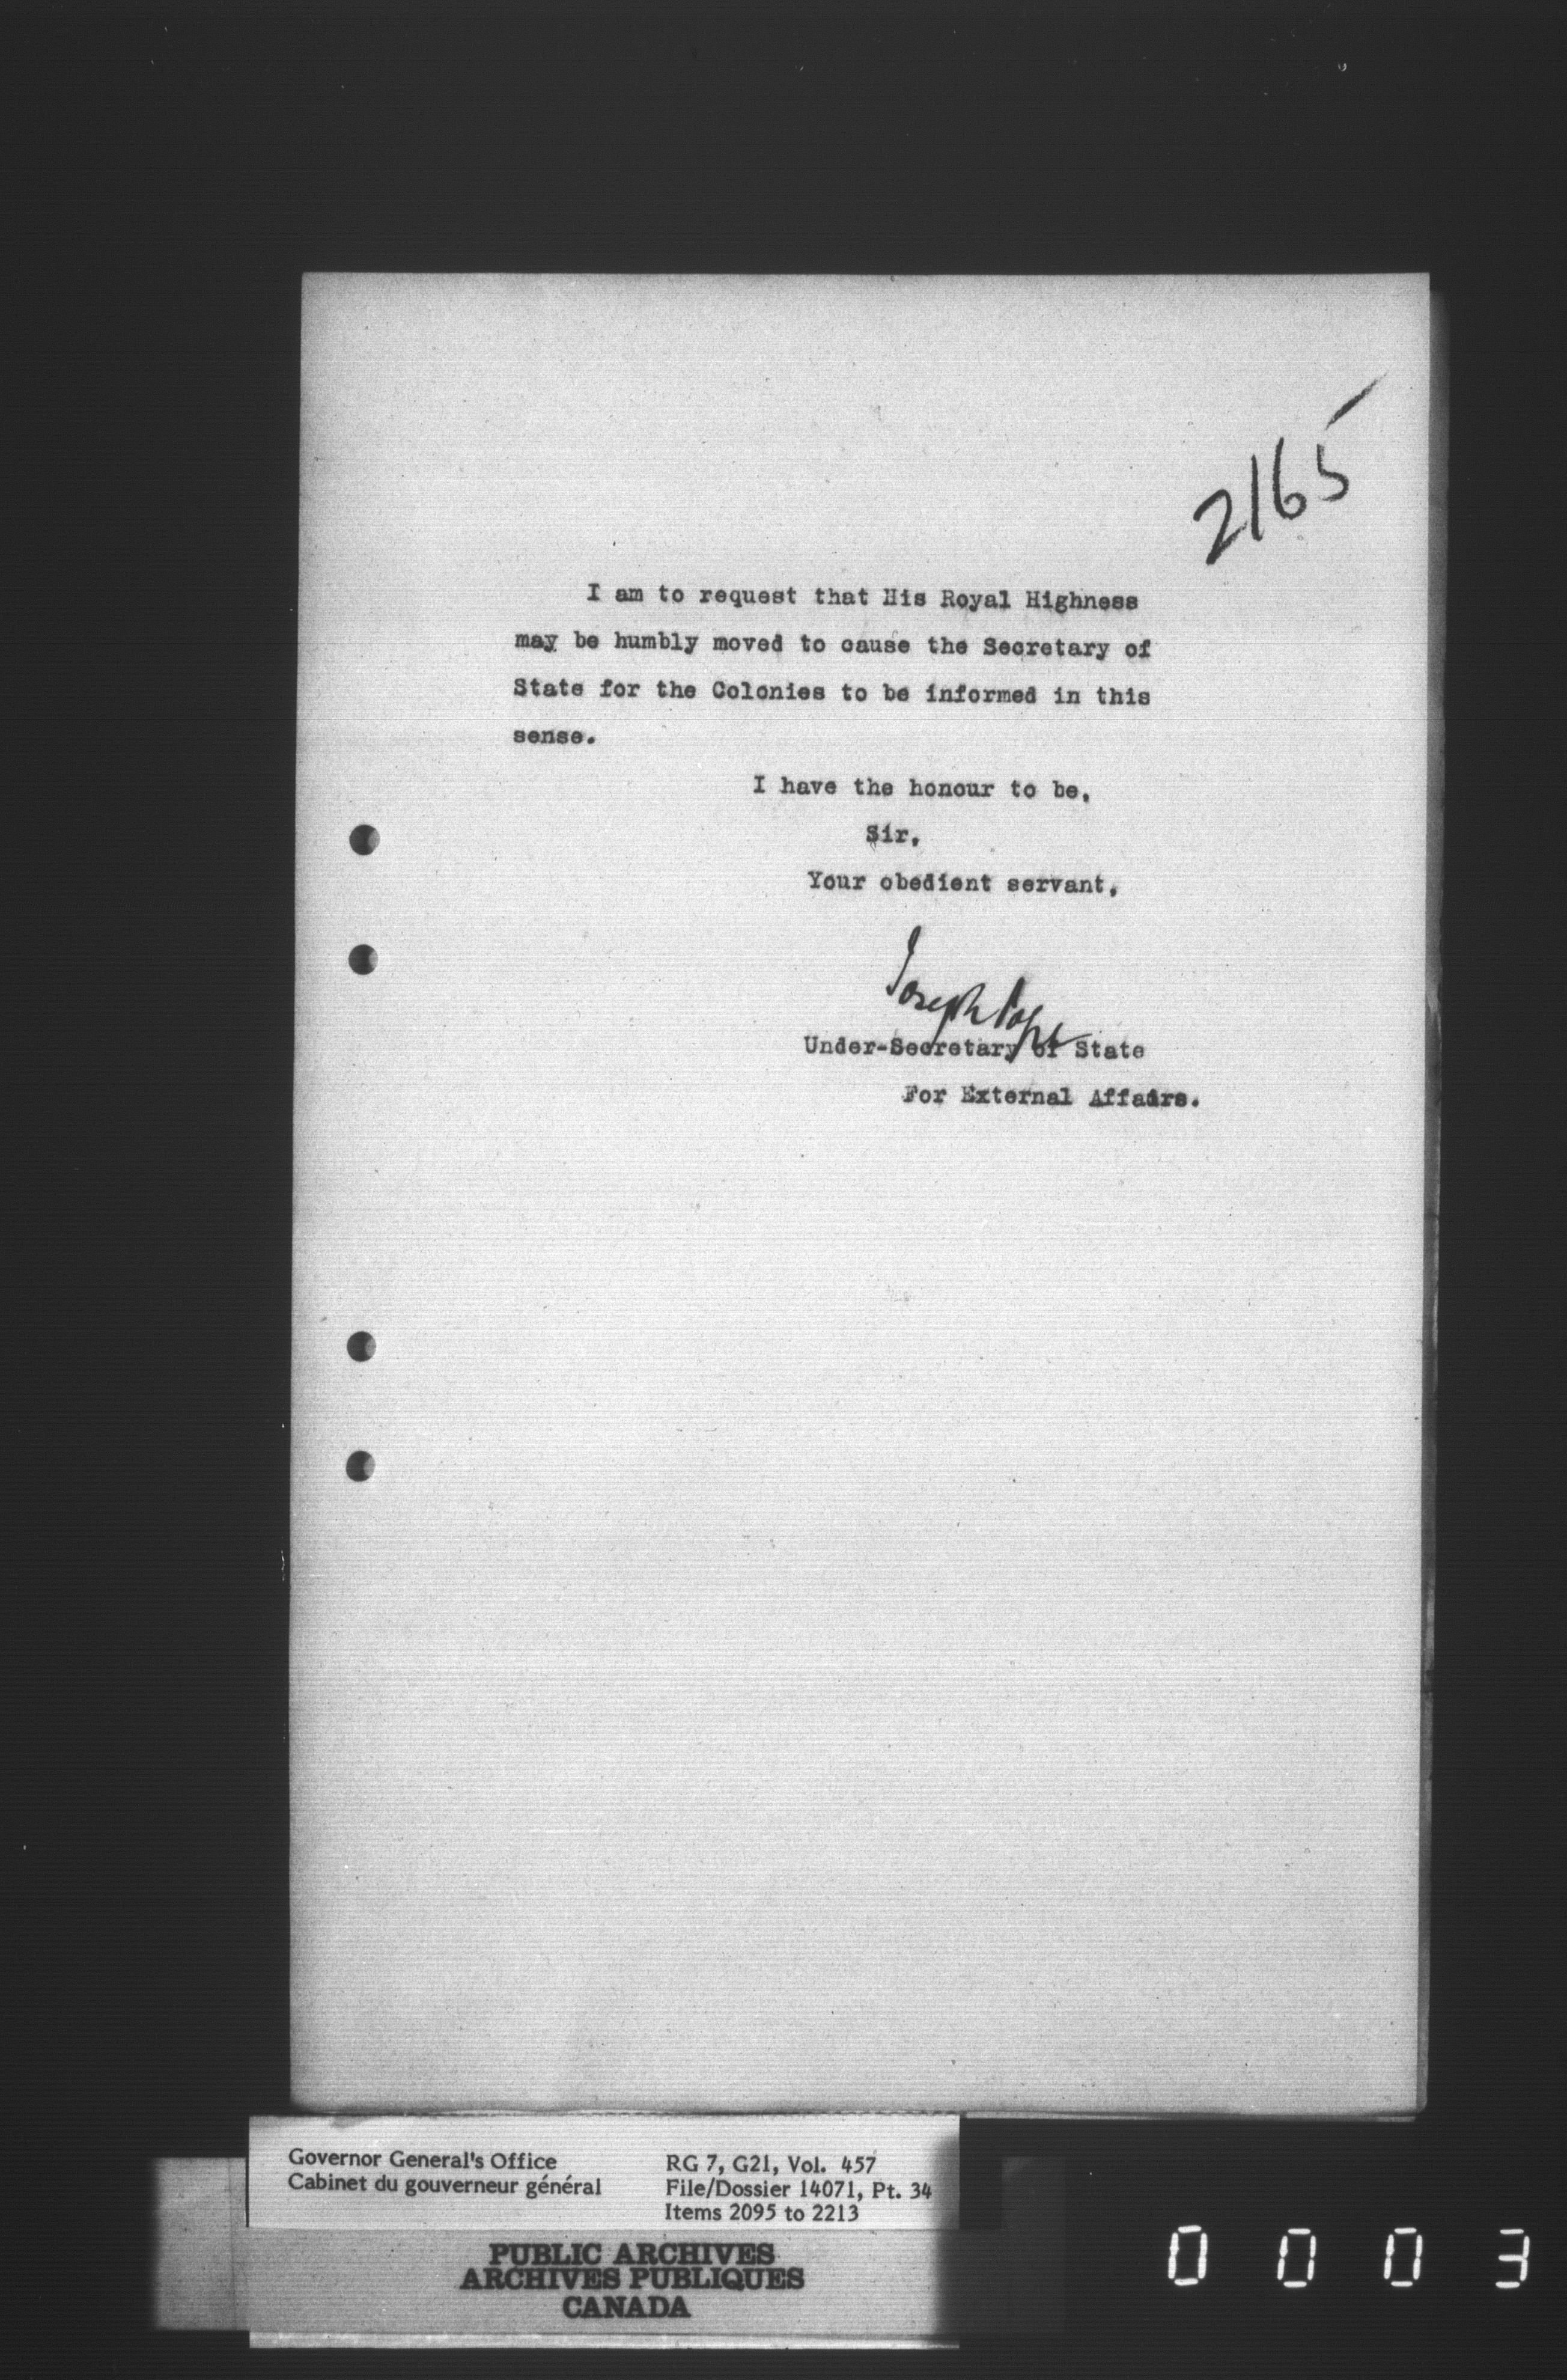 2165
I am to request that His Royal Highness
may be humbly moved to cause the Secretary of
State for the Colonies to be informed in this
sense.
I have the honour to be,
Sir,
Your obedient servant,
Joseph Pope
Under-Secretary of State
For External Affairs.
Governor General's Office
Cabinet du gouverneur général
RG 7, G21, Vol. 457
File/Dossier 14071, Pt. 34
Items 2095 to 2213
PUBLIC ARCHIVES
ARCHIVES PUBLIQUES
CANADA
0003